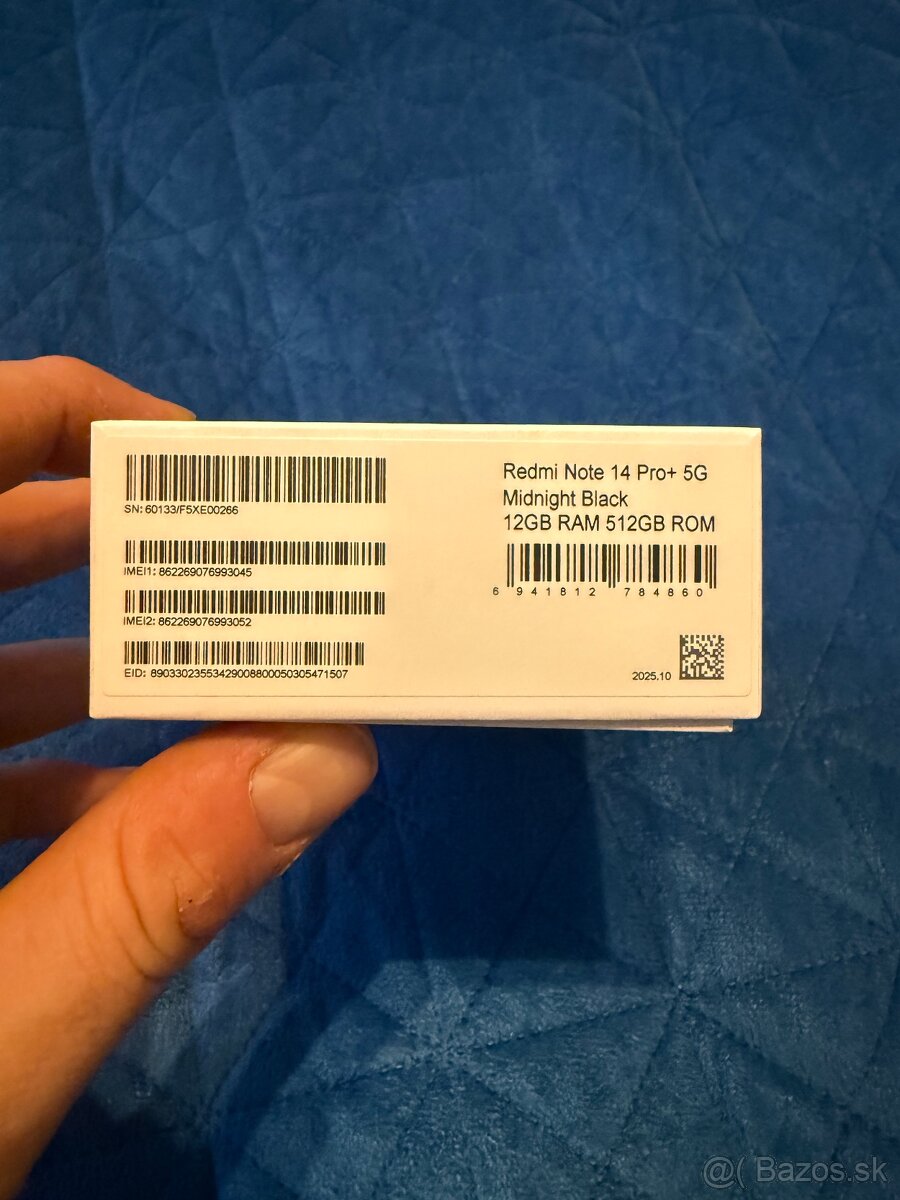 SN: 60133/F5XE00266
IMEI1: 862269076993045
IMEI2: 862269076993052
EID: 89033023553429008800050305471507
Redmi Note 14 Pro+ 5G
Midnight Black
12GB RAM 512GB ROM
6 941812 784860
2025.10
@( Bazos.sk